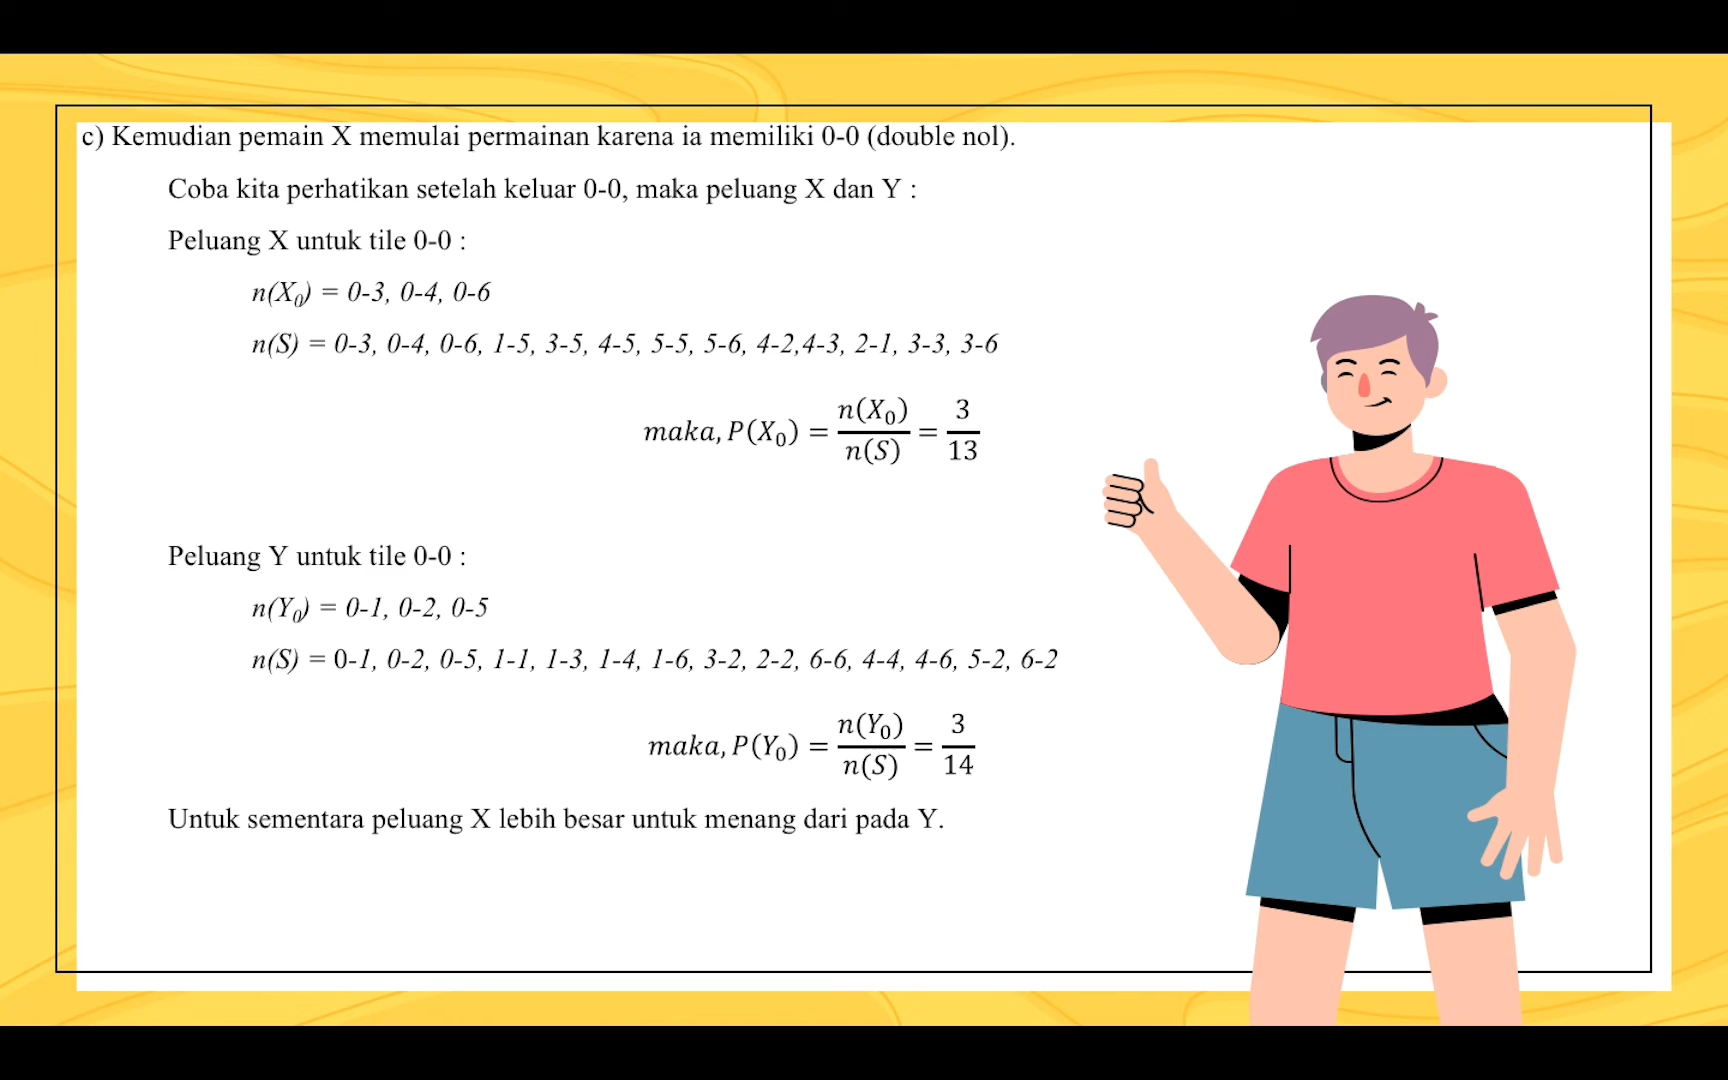 c) Kemudian pemain X memulai permainan karena ia memiliki 0-0 (double nol).
Coba kita perhatikan setelah keluar 0-0, maka peluang X dan Y :
Peluang X untuk tile 0-0 :
n(X₀) = 0-3, 0-4, 0-6
n(S) = 0-3, 0-4, 0-6, 1-5, 3-5, 4-5, 5-5, 5-6, 4-2,4-3, 2-1, 3-3, 3-6
maka, P(X₀) = n(X₀)/n(S) = 3/13
Peluang Y untuk tile 0-0 :
n(Y₀) = 0-1, 0-2, 0-5
n(S) = 0-1, 0-2, 0-5, 1-1, 1-3, 1-4, 1-6, 3-2, 2-2, 6-6, 4-4, 4-6, 5-2, 6-2
maka, P(Y₀) = n(Y₀)/n(S) = 3/14
Untuk sementara peluang X lebih besar untuk menang dari pada Y.